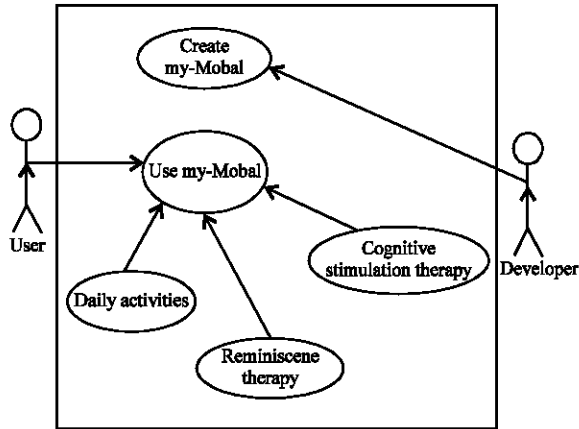 Create
my-Mobal
Use my-Mobal
User
Cognitive
stimulation therapy
Developer
Daily activities
Reminiscene
therapy